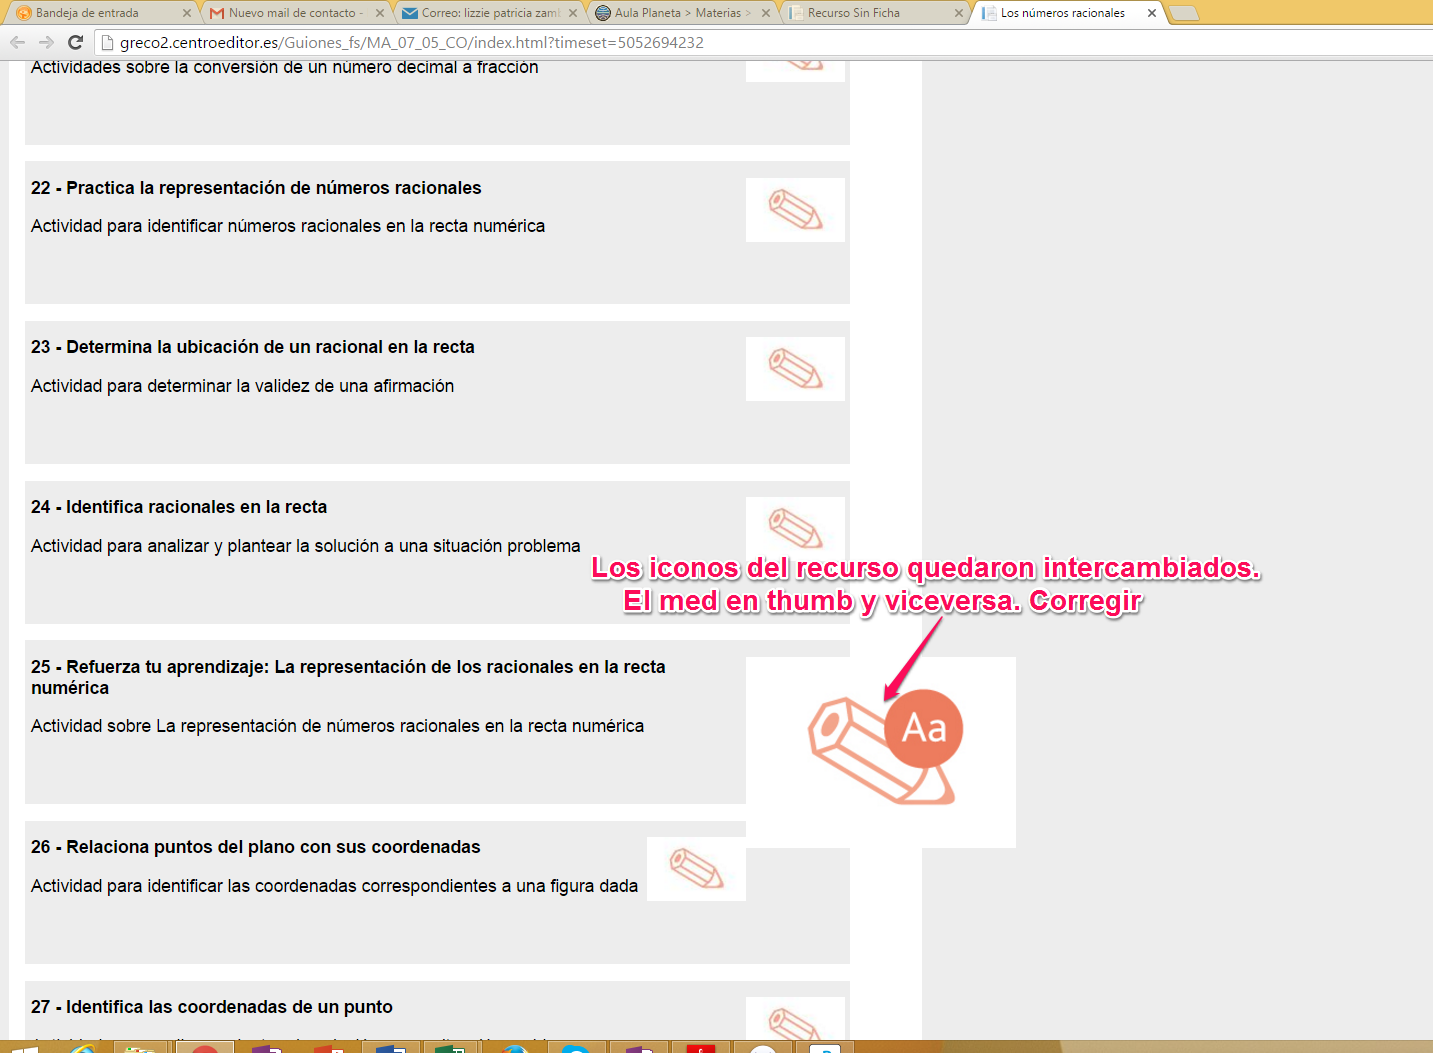 Bandeja de entrada
Nuevo mail de contacto -
Correo: lizzie patricia zam
Aula Planeta > Materias >
Recurso Sin Ficha
Los números racionales
greco2.centroeditor.es/Guiones_fs/MA_07_05_CO/index.html?timeset=5052694232
Actividades sobre la conversión de un número decimal a fracción
22 - Practica la representación de números racionales
Actividad para identificar números racionales en la recta numérica
23 - Determina la ubicación de un racional en la recta
Actividad para determinar la validez de una afirmación
24 - Identifica racionales en la recta
Actividad para analizar y plantear la solución a una situación problema
Los iconos del recurso quedaron intercambiados.
El med en thumb y viceversa. Corregir
25 - Refuerza tu aprendizaje: La representación de los racionales en la recta
numérica
Aa
Actividad sobre La representación de números racionales en la recta numérica
26 - Relaciona puntos del plano con sus coordenadas
Actividad para identificar las coordenadas correspondientes a una figura dada
27 - Identifica las coordenadas de un punto